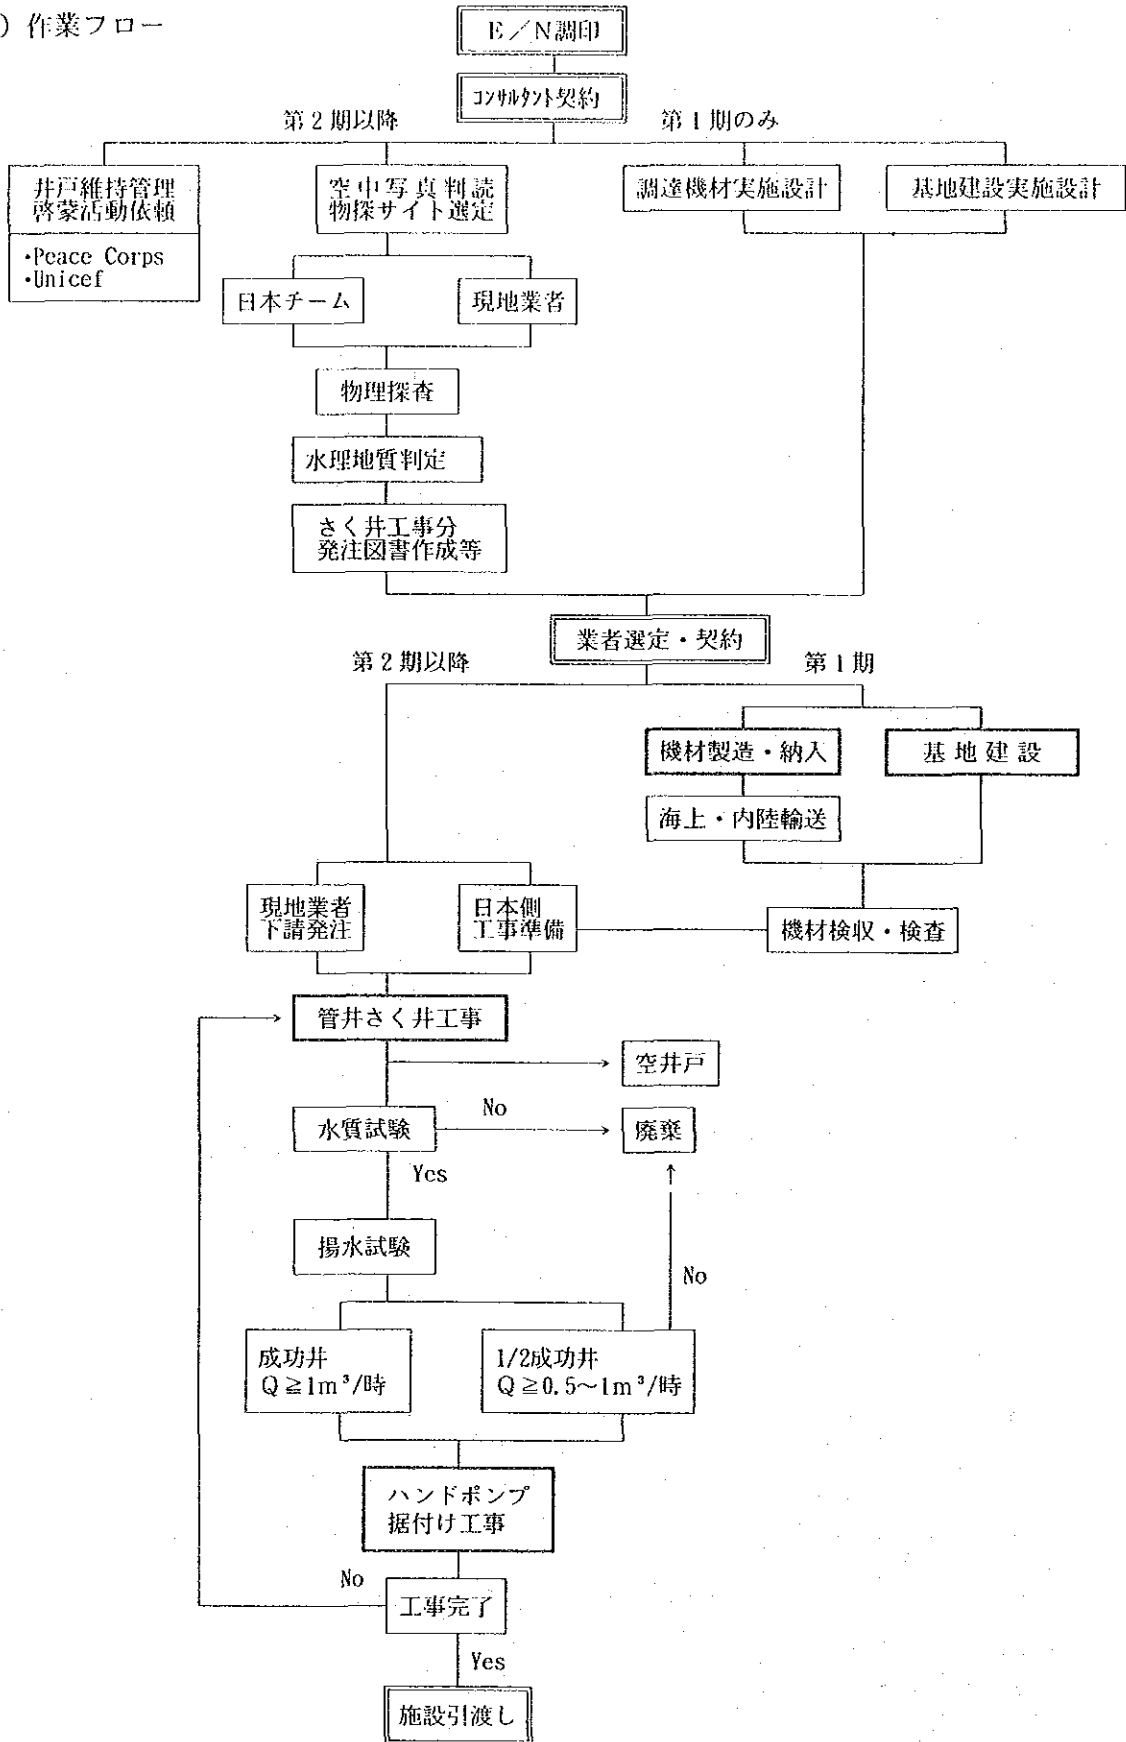 ) 作業フロー
E/N調印
コンサルタント契約
第2期以降
第1期のみ
井戸維持管理
啓蒙活動依頼
・Peace Corps
・Unicef
空中写真判読
物探サイト選定
調達機材実施設計
基地建設実施設計
日本チーム
現地業者
物理探査
水理地質判定
さく井工事分
発注図書作成等
業者選定・契約
第2期以降
第1期
機材製造・納入
基地建設
海上・内陸輸送
現地業者
下請発注
日本側
工事準備
機材検収・検査
管井さく井工事
空井戸
水質試験
No
廃棄
Yes
揚水試験
No
成功井
Q≧1m³/時
1/2成功井
Q≧0.5~1m³/時
ハンドポンプ
据付け工事
No
工事完了
Yes
施設引渡し